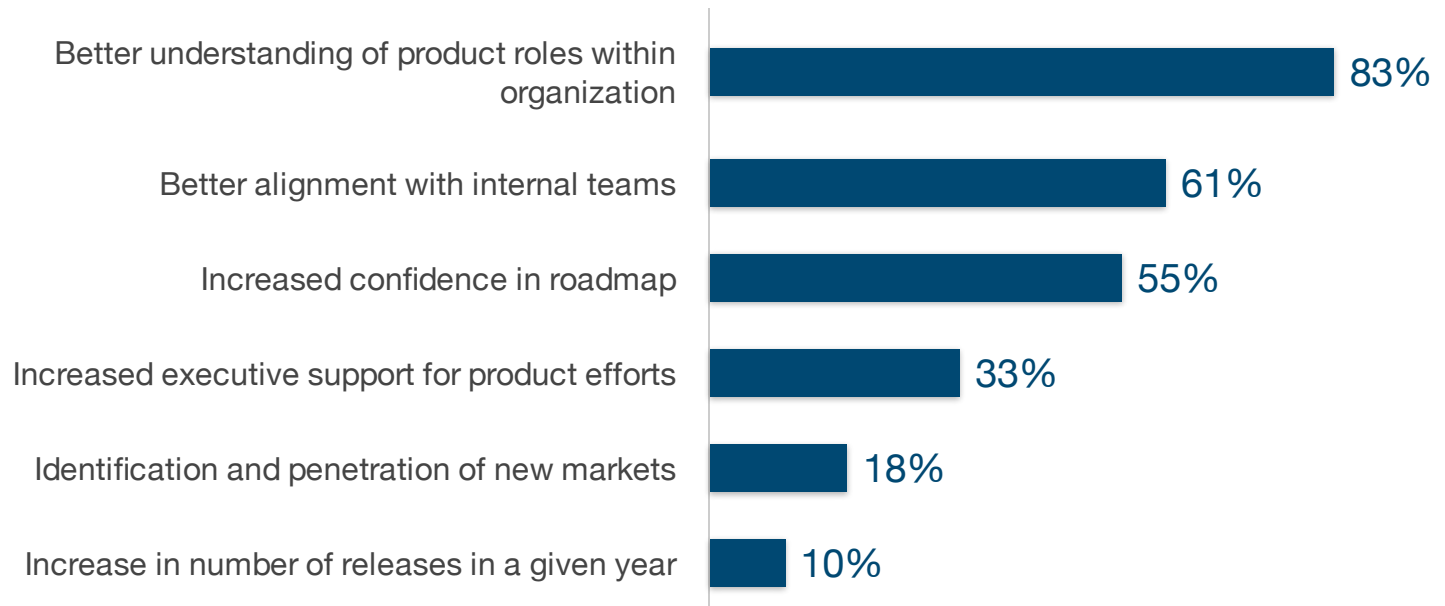 Better understanding of product roles within
organization
83%
Better alignment with internal teams
61%
Increased confidence in roadmap
55%
Increased executive support for product efforts
33%
Identification and penetration of new markets
18%
Increase in number of releases in a given year
10%